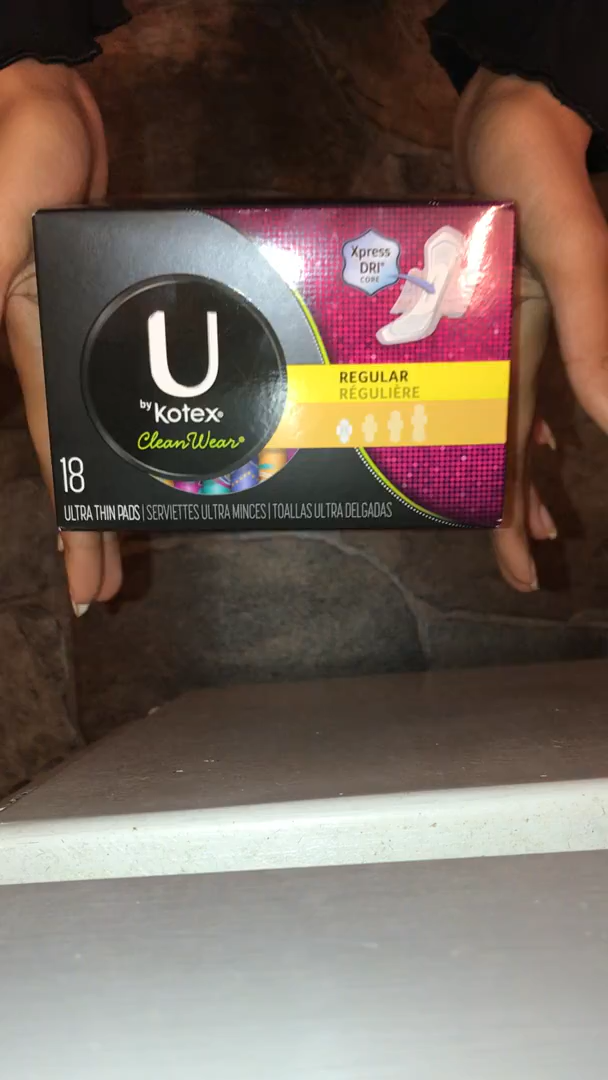 Xpress
DRI*
CORE
U
by Kotex®
CleanWear®
REGULAR
RÉGULIÈRE
18
ULTRA THIN PADS | SERVIETTES ULTRA MINCES | TOALLAS ULTRA DELGADAS